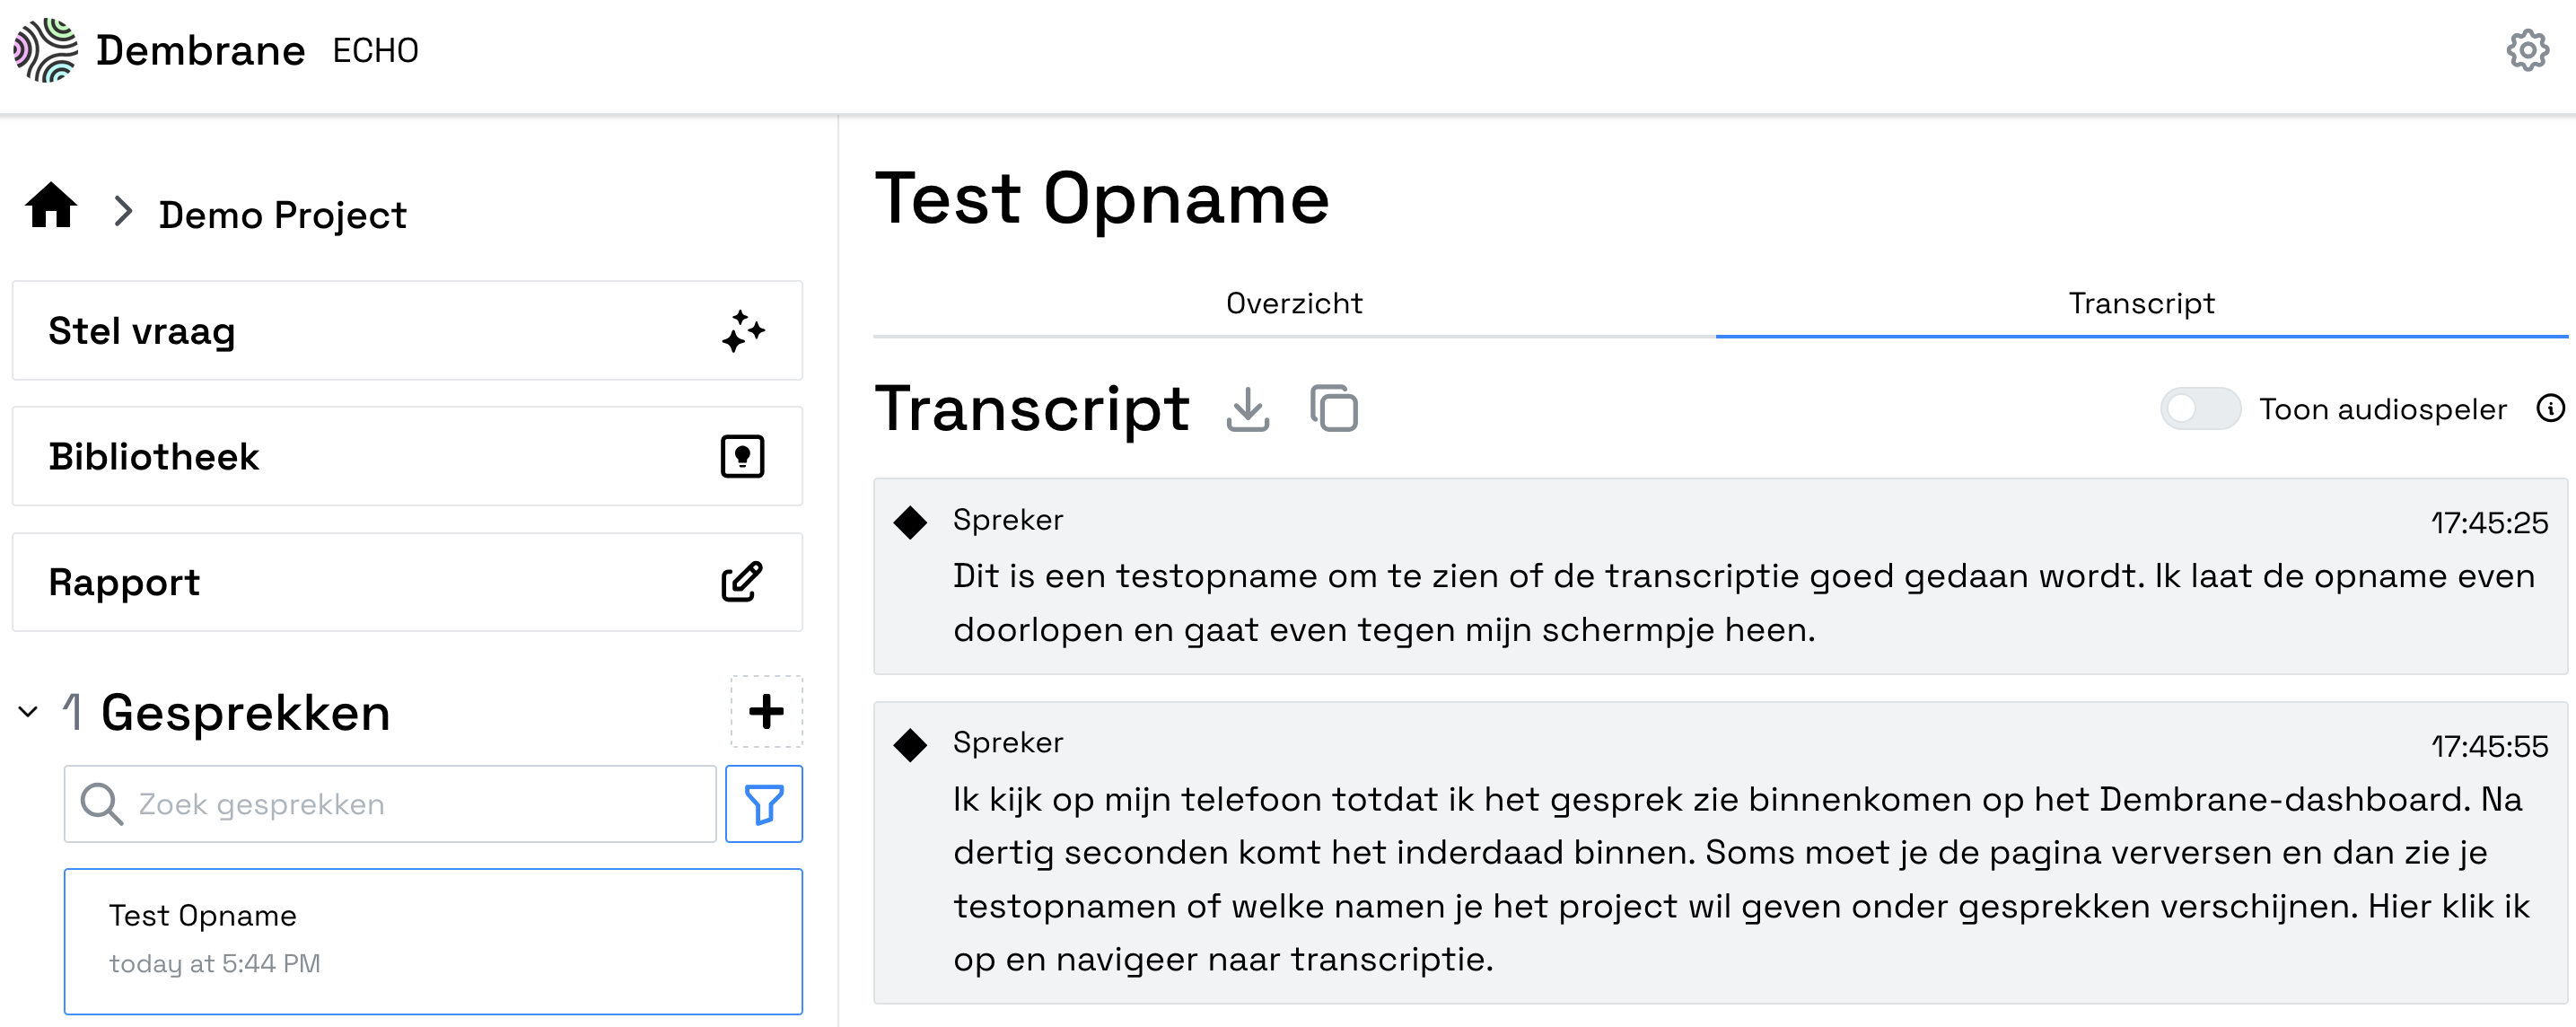 Dembrane ECHO
Demo Project
Stel vraag
Bibliotheek
Rapport
1 Gesprekken
Zoek gesprekken
Test Opname
today at 5:44 PM
Test Opname
Overzicht
Transcript
Transcript
Toon audiospeler
Spreker
17:45:25
Dit is een testopname om te zien of de transcriptie goed gedaan wordt. Ik laat de opname even
doorlopen en gaat even tegen mijn schermpje heen.
Spreker
17:45:55
Ik kijk op mijn telefoon totdat ik het gesprek zie binnenkomen op het Dembrane-dashboard. Na
dertig seconden komt het inderdaad binnen. Soms moet je de pagina verversen en dan zie je
testopnamen of welke namen je het project wil geven onder gesprekken verschijnen. Hier klik ik
op en navigeer naar transcriptie.